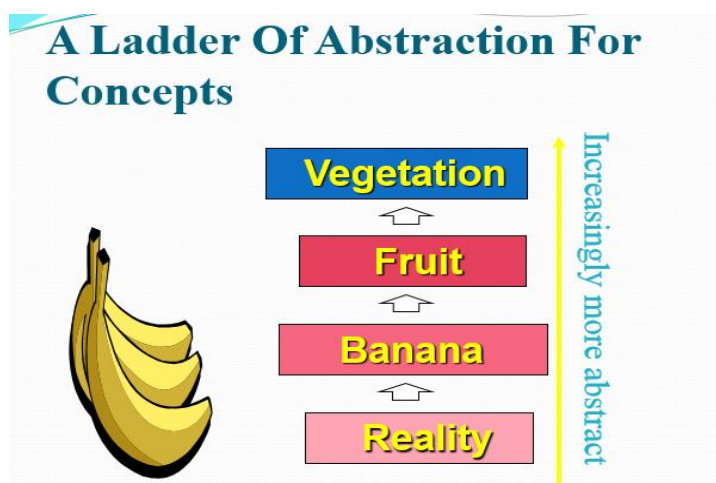 A Ladder Of Abstraction For
Concepts
Vegetation
Fruit
Banana
Reality
Increasingly more abstract